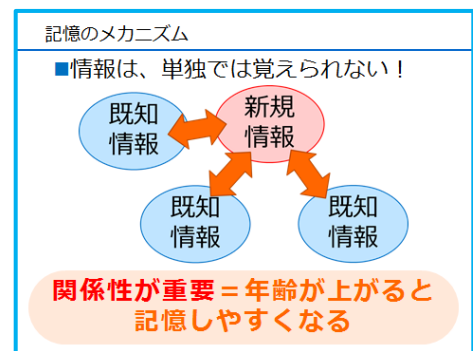 記憶のメカニズム
■情報は、単独では覚えられない！
既知
情報
新規
情報
既知
情報
既知
情報
関係性が重要＝年齢が上がると
記憶しやすくなる